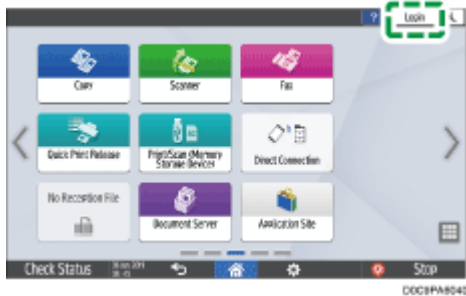 ? Login
Copy Scanner Fax
Quick Print Release Print/Scan (Memory Storage Device) Direct Connection
No Reception File Document Server Application Site
Check Status Stop
D0C9PA6040